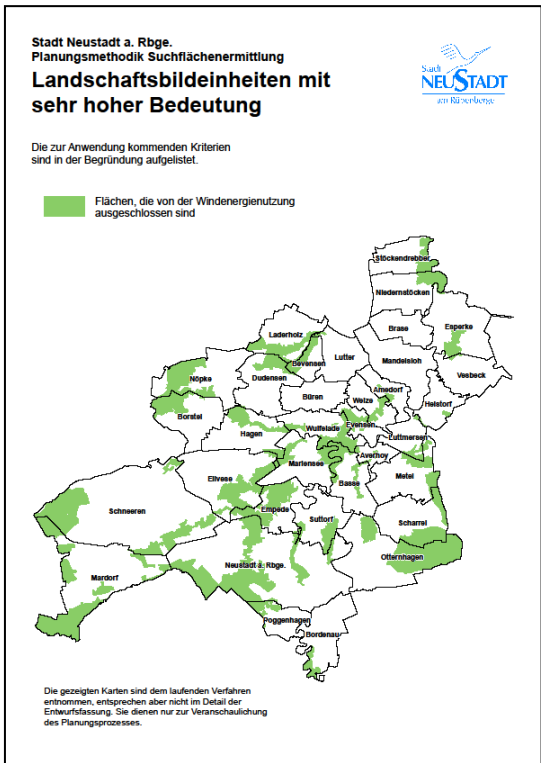 Stadt Neustadt a. Rbge.
Planungsmethodik Suchflächenermittlung
Landschaftsbildeinheiten mit
sehr hoher Bedeutung
Stadt
NEUSTADT
am Rübenberge
Die zur Anwendung kommenden Kriterien
sind in der Begründung aufgelistet.
Flächen, die von der Windenergienutzung
ausgeschlossen sind
Stöckendrebber
Niedernstöcken
Brase
Esperke
Laderholz
Bevensen
Lutter
Mandelsloh
Vesbeck
Nöpke
Dudensen
Büren
Amedorf
Welze
Helstorf
Borstel
Hagen
Wulfelade
Evensen
Luttmersen
Mariensee
Averhoy
Basse
Metel
Eilvese
Schneeren
Empede
Suttorf
Scharrel
Otternhagen
Neustadt a. Rbge.
Mardorf
Poggenhagen
Bordenau
Die gezeigten Karten sind dem laufenden Verfahren
entnommen, entsprechen aber nicht im Detail der
Entwurfsfassung. Sie dienen nur zur Veranschaulichung
des Planungsprozesses.